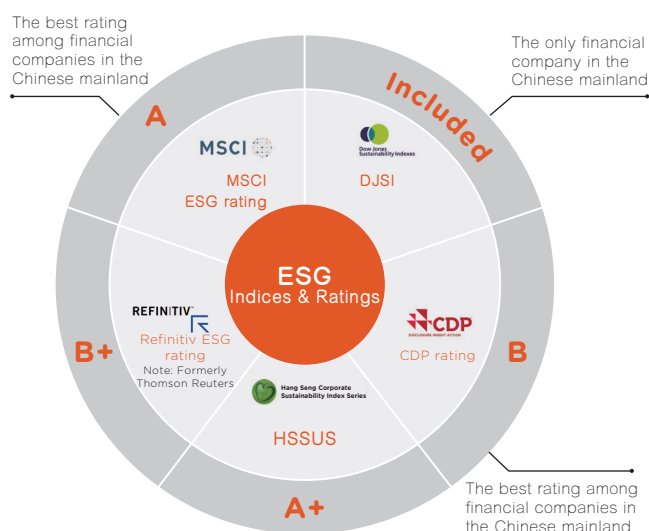 The best rating
among financial
companies in the
Chinese mainland
The only financial
company in the
Chinese mainland
A
Included
MSCI
MSCI
ESG rating
Dow Jones
Sustainability Indexes
DJSI
ESG
Indices & Ratings
REFINITIV
Refinitiv ESG
rating
Note: Formerly
Thomson Reuters
B+
CDP
DISCLOSURE INSIGHT ACTION
CDP rating
B
Hang Seng Corporate
Sustainability Index Series
HSSUS
A+
The best rating among
financial companies in
the Chinese mainland